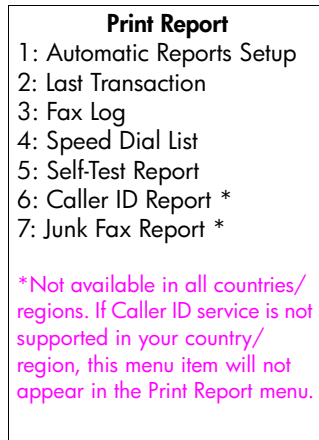 Print Report
1: Automatic Reports Setup
2: Last Transaction
3: Fax Log
4: Speed Dial List
5: Self-Test Report
6: Caller ID Report *
7: Junk Fax Report *
*Not available in all countries/
regions. If Caller ID service is not
supported in your country/
region, this menu item will not
appear in the Print Report menu.